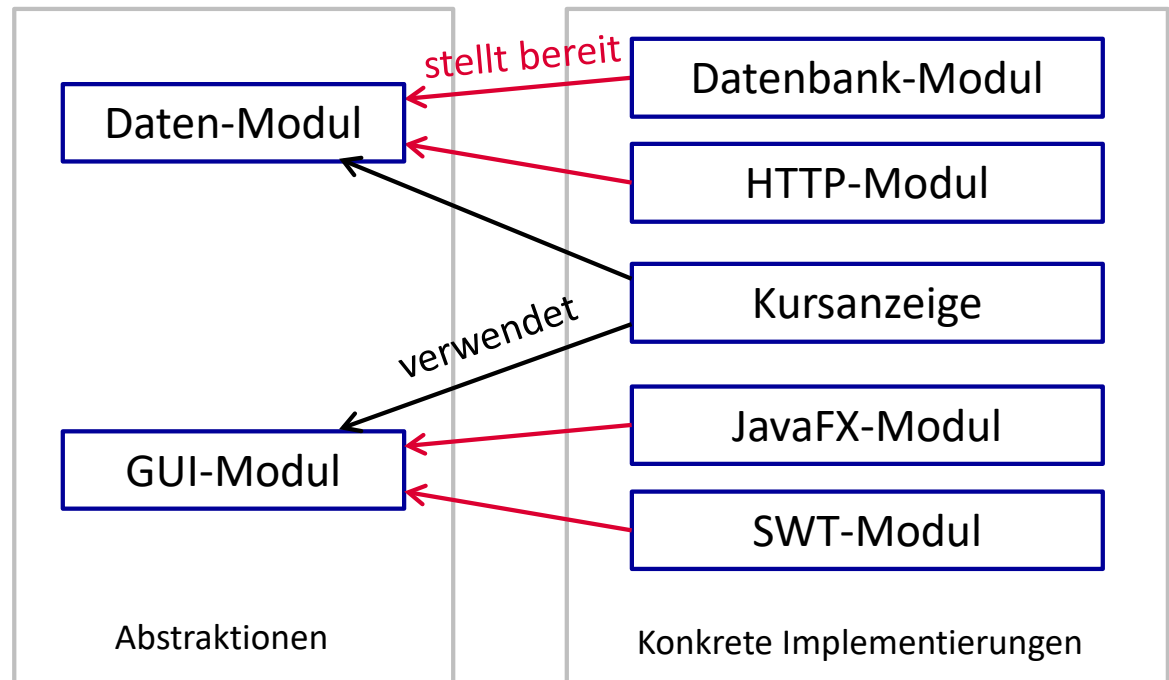 stellt bereit
Daten-Modul
Datenbank-Modul
HTTP-Modul
Kursanzeige
verwendet
GUI-Modul
JavaFX-Modul
SWT-Modul
Abstraktionen
Konkrete Implementierungen